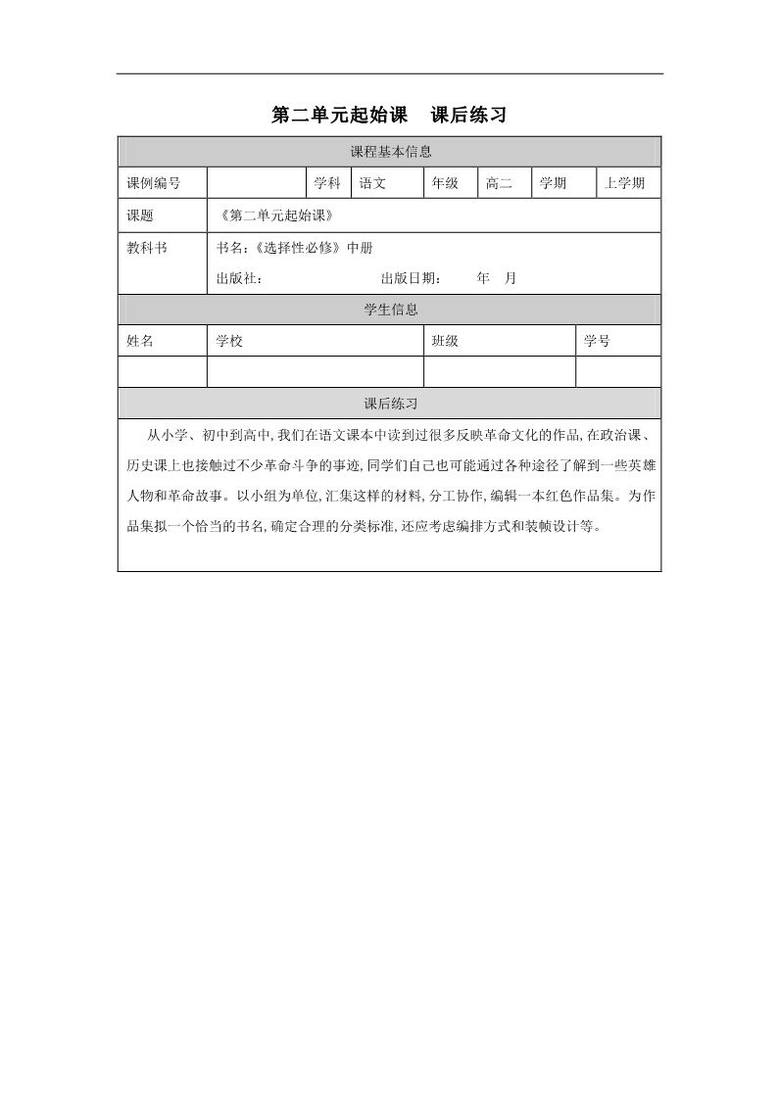 第二单元起始课 课后练习
课程基本信息
课例编号 学科 语文 年级 高二 学期 上学期
课题 《第二单元起始课》
教科书 书名:《选择性必修》中册
出版社: 出版日期: 年 月
学生信息
姓名 学校 班级 学号
课后练习
从小学、初中到高中,我们在语文课本中读到过很多反映革命文化的作品,在政治课、
历史课上也接触过不少革命斗争的事迹,同学们自己也可能通过各种途径了解到一些英雄
人物和革命故事。以小组为单位,汇集这样的材料,分工协作,编辑一本红色作品集。为作
品集拟一个恰当的书名,确定合理的分类标准,还应考虑编排方式和装帧设计等。